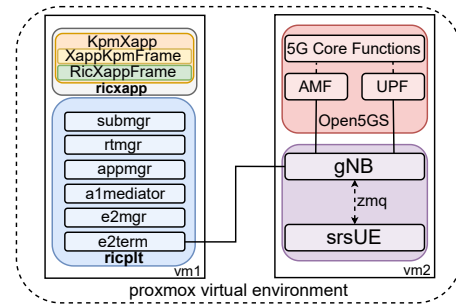 KpmXapp
XappKpmFrame
RicXappFrame
ricxapp
submgr
rtmgr
appmgr
a1mediator
e2mgr
e2term
ricplt
vm1
5G Core Functions
AMF
UPF
Open5GS
gNB
zmq
srsUE
vm2
proxmox virtual environment